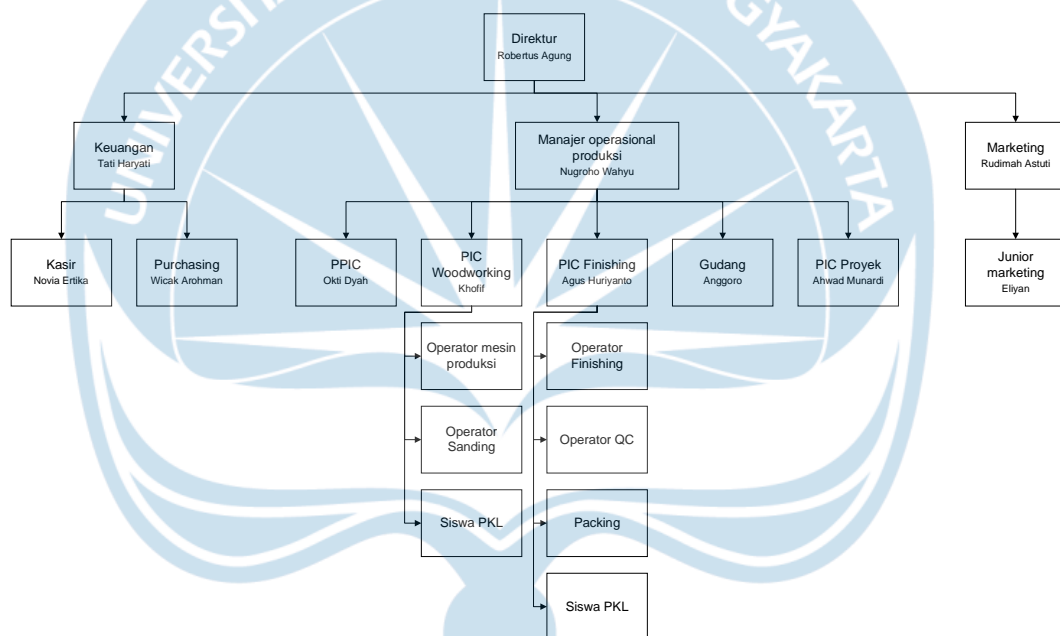 UNIVERSI
GYAKARTA
Direktur
Robertus Agung
Keuangan
Tati Haryati
Manajer operasional
produksi
Nugroho Wahyu
Marketing
Rudimah Astuti
Kasir
Novia Ertika
Purchasing
Wicak Arohman
PPIC
Okti Dyah
PIC
Woodworking
Khofif
PIC Finishing
Agus Huriyanto
Gudang
Anggoro
PIC Proyek
Ahwad Munardi
Junior
marketing
Eliyan
Operator mesin
produksi
Operator
Finishing
Operator
Sanding
Operator QC
Siswa PKL
Packing
Siswa PKL